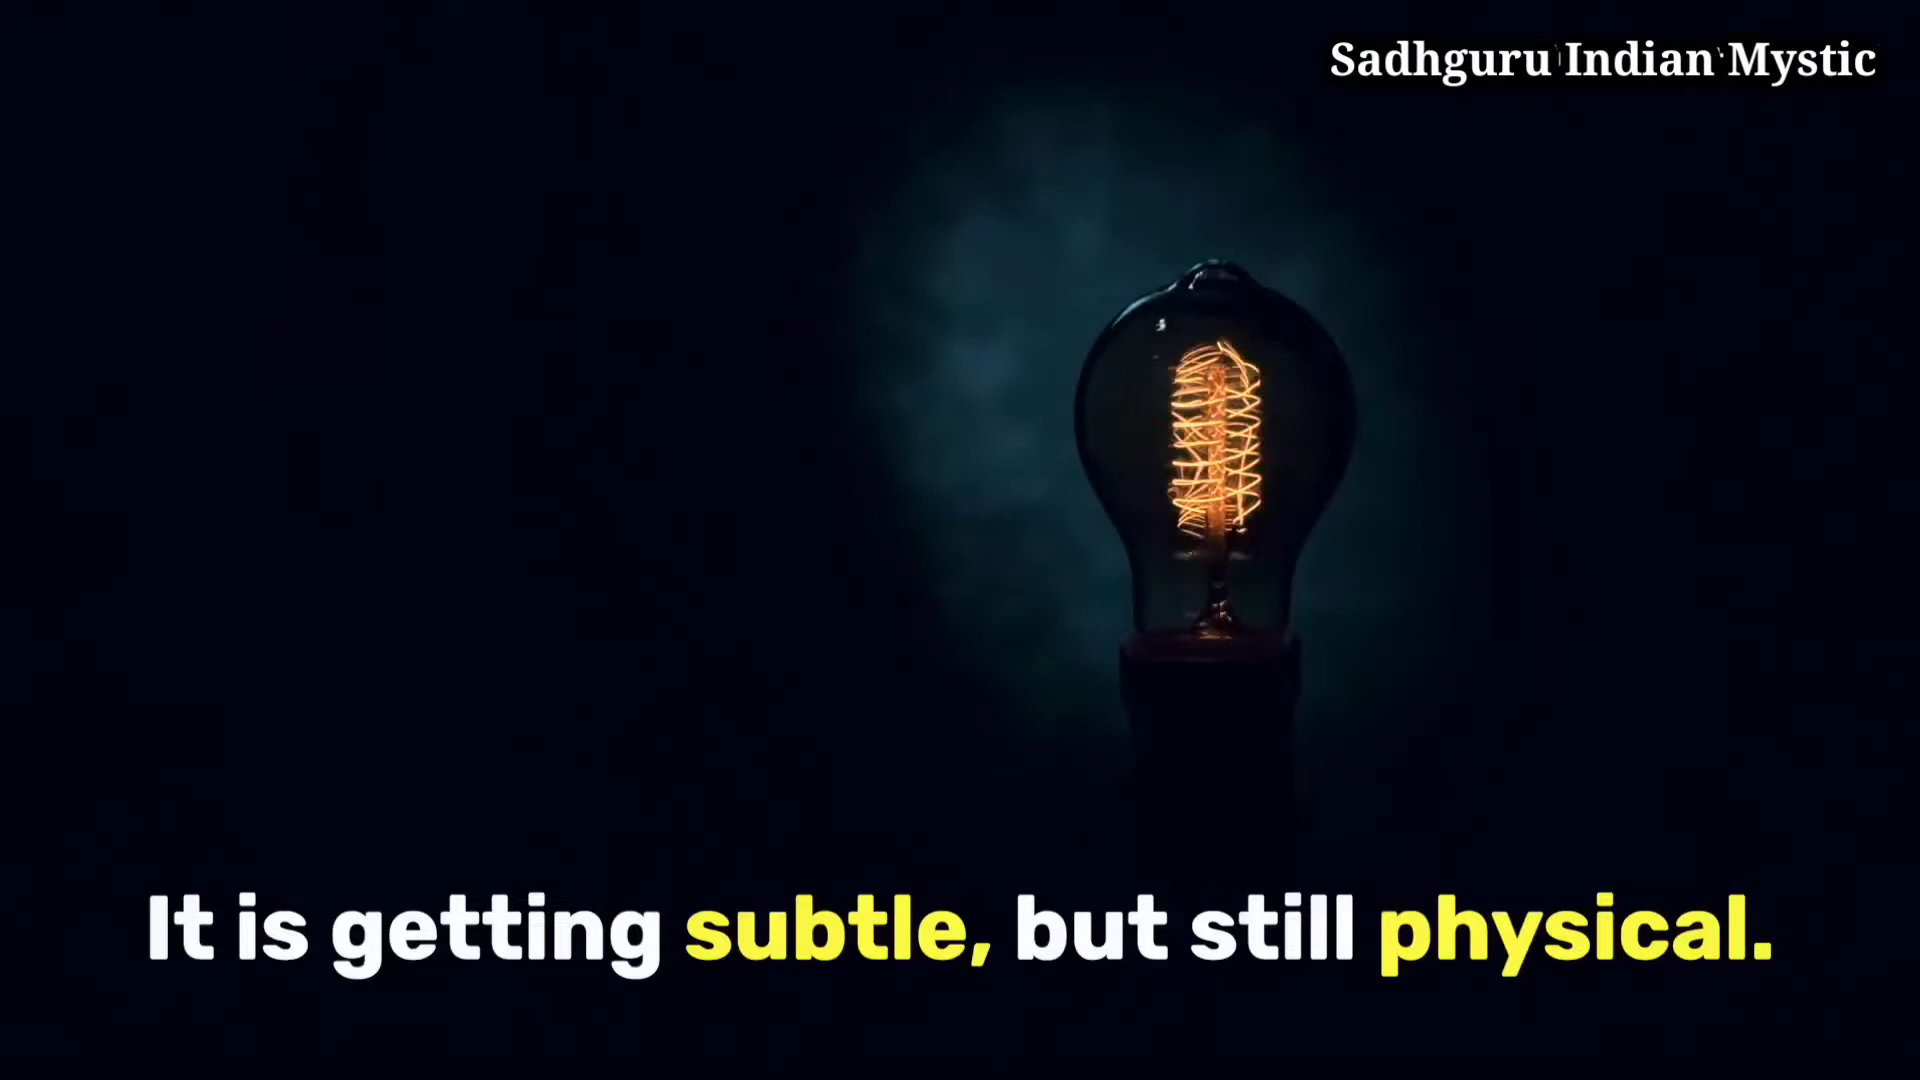 Sadhguru Indian Mystic
It is getting subtle, but still physical.